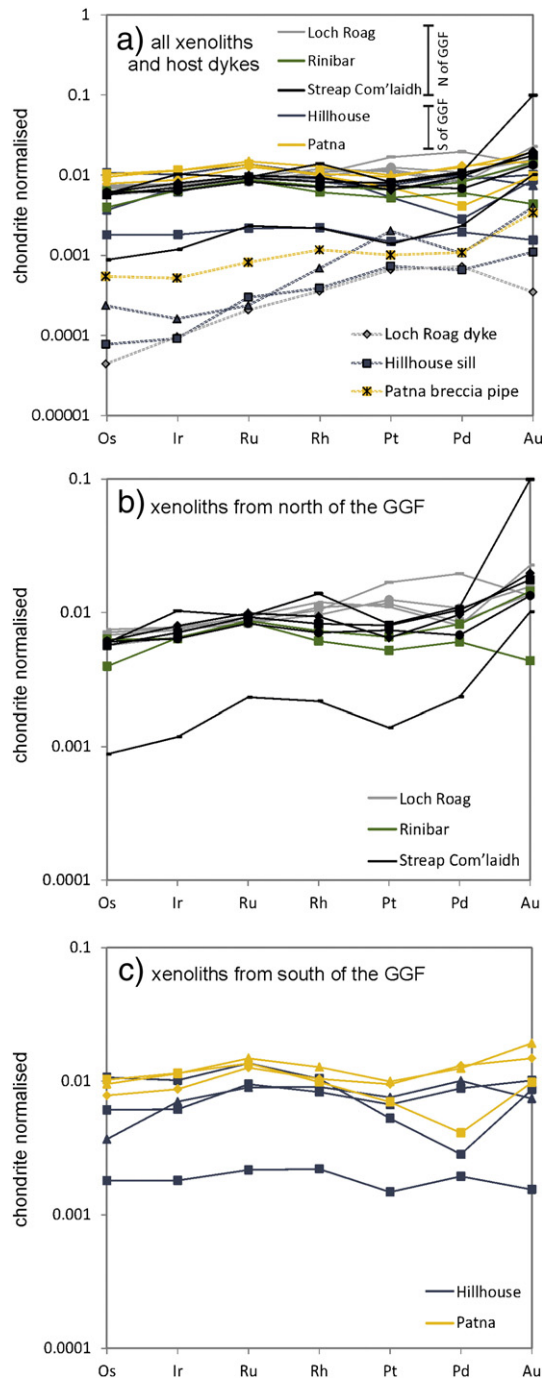 a) all xenoliths
and host dykes
Loch Roag
Rinibar
Streap Com'laidh
Hillhouse
Patna
N of GGF
S of GGF
chondrite normalised
1
0.1
0.01
0.001
0.0001
0.00001
Loch Roag dyke
Hillhouse sill
Patna breccia pipe
Os Ir Ru Rh Pt Pd Au
b) xenoliths from north of the GGF
chondrite normalised
0.1
0.01
0.001
0.0001
Loch Roag
Rinibar
Streap Com'laidh
Os Ir Ru Rh Pt Pd Au
c) xenoliths from south of the GGF
chondrite normalised
0.1
0.01
0.001
0.0001
Hillhouse
Patna
Os Ir Ru Rh Pt Pd Au